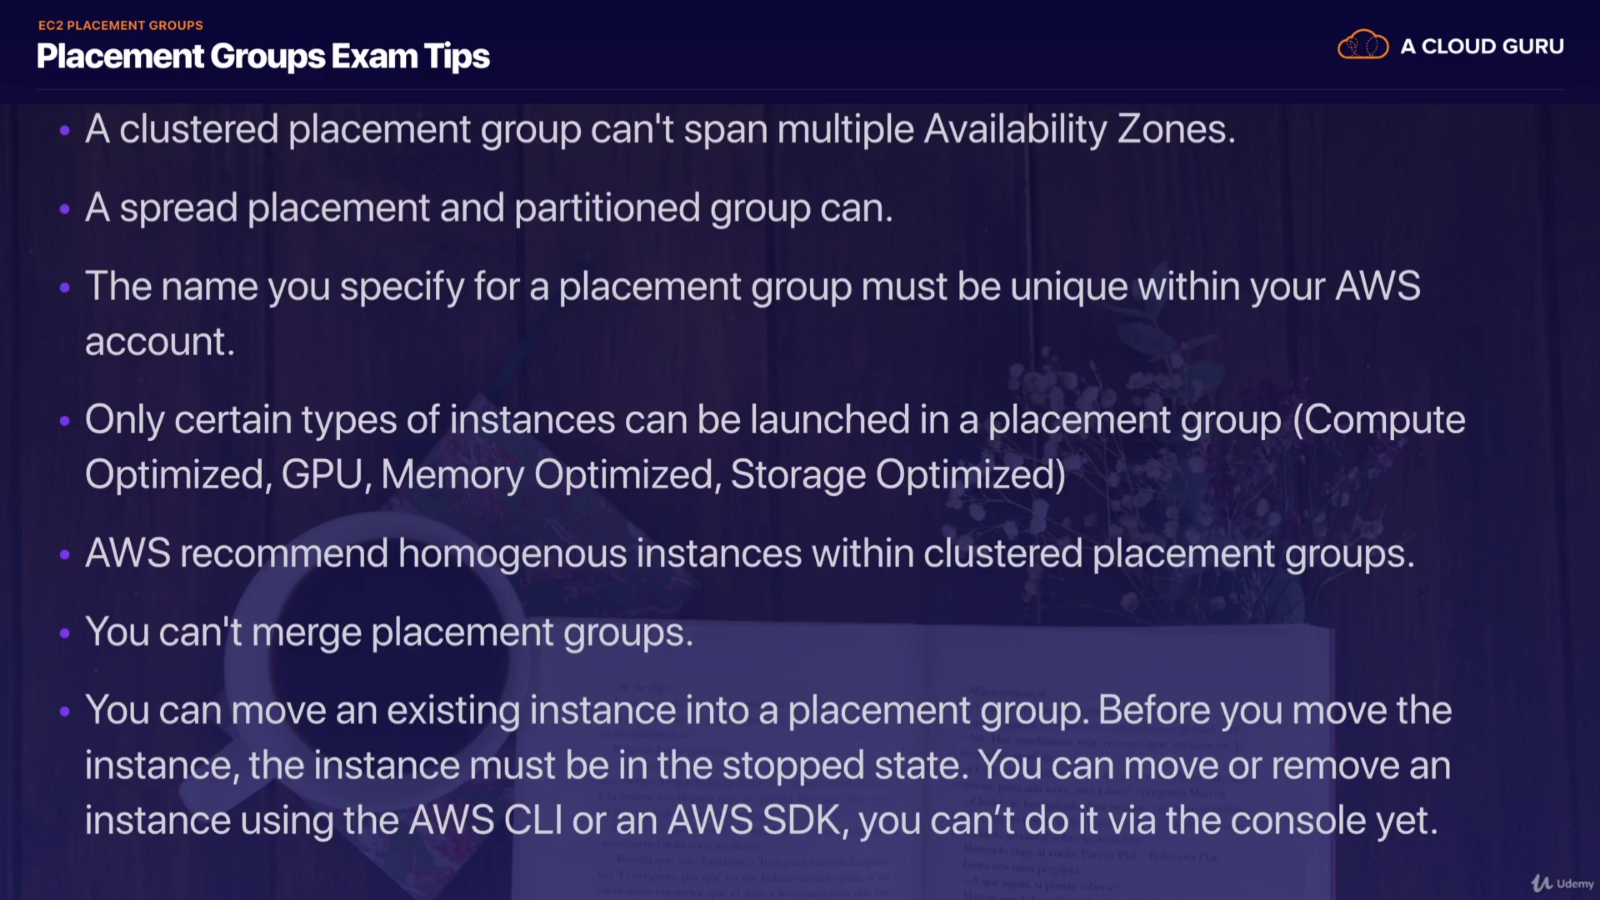 EC2 PLACEMENT GROUPS
Placement Groups Exam Tips
A CLOUD GURU
• A clustered placement group can't span multiple Availability Zones.
• A spread placement and partitioned group can.
• The name you specify for a placement group must be unique within your AWS
account.
• Only certain types of instances can be launched in a placement group (Compute
Optimized, GPU, Memory Optimized, Storage Optimized)
• AWS recommend homogenous instances within clustered placement groups.
• You can't merge placement groups.
• You can move an existing instance into a placement group. Before you move the
instance, the instance must be in the stopped state. You can move or remove an
instance using the AWS CLI or an AWS SDK, you can’t do it via the console yet.
Udemy